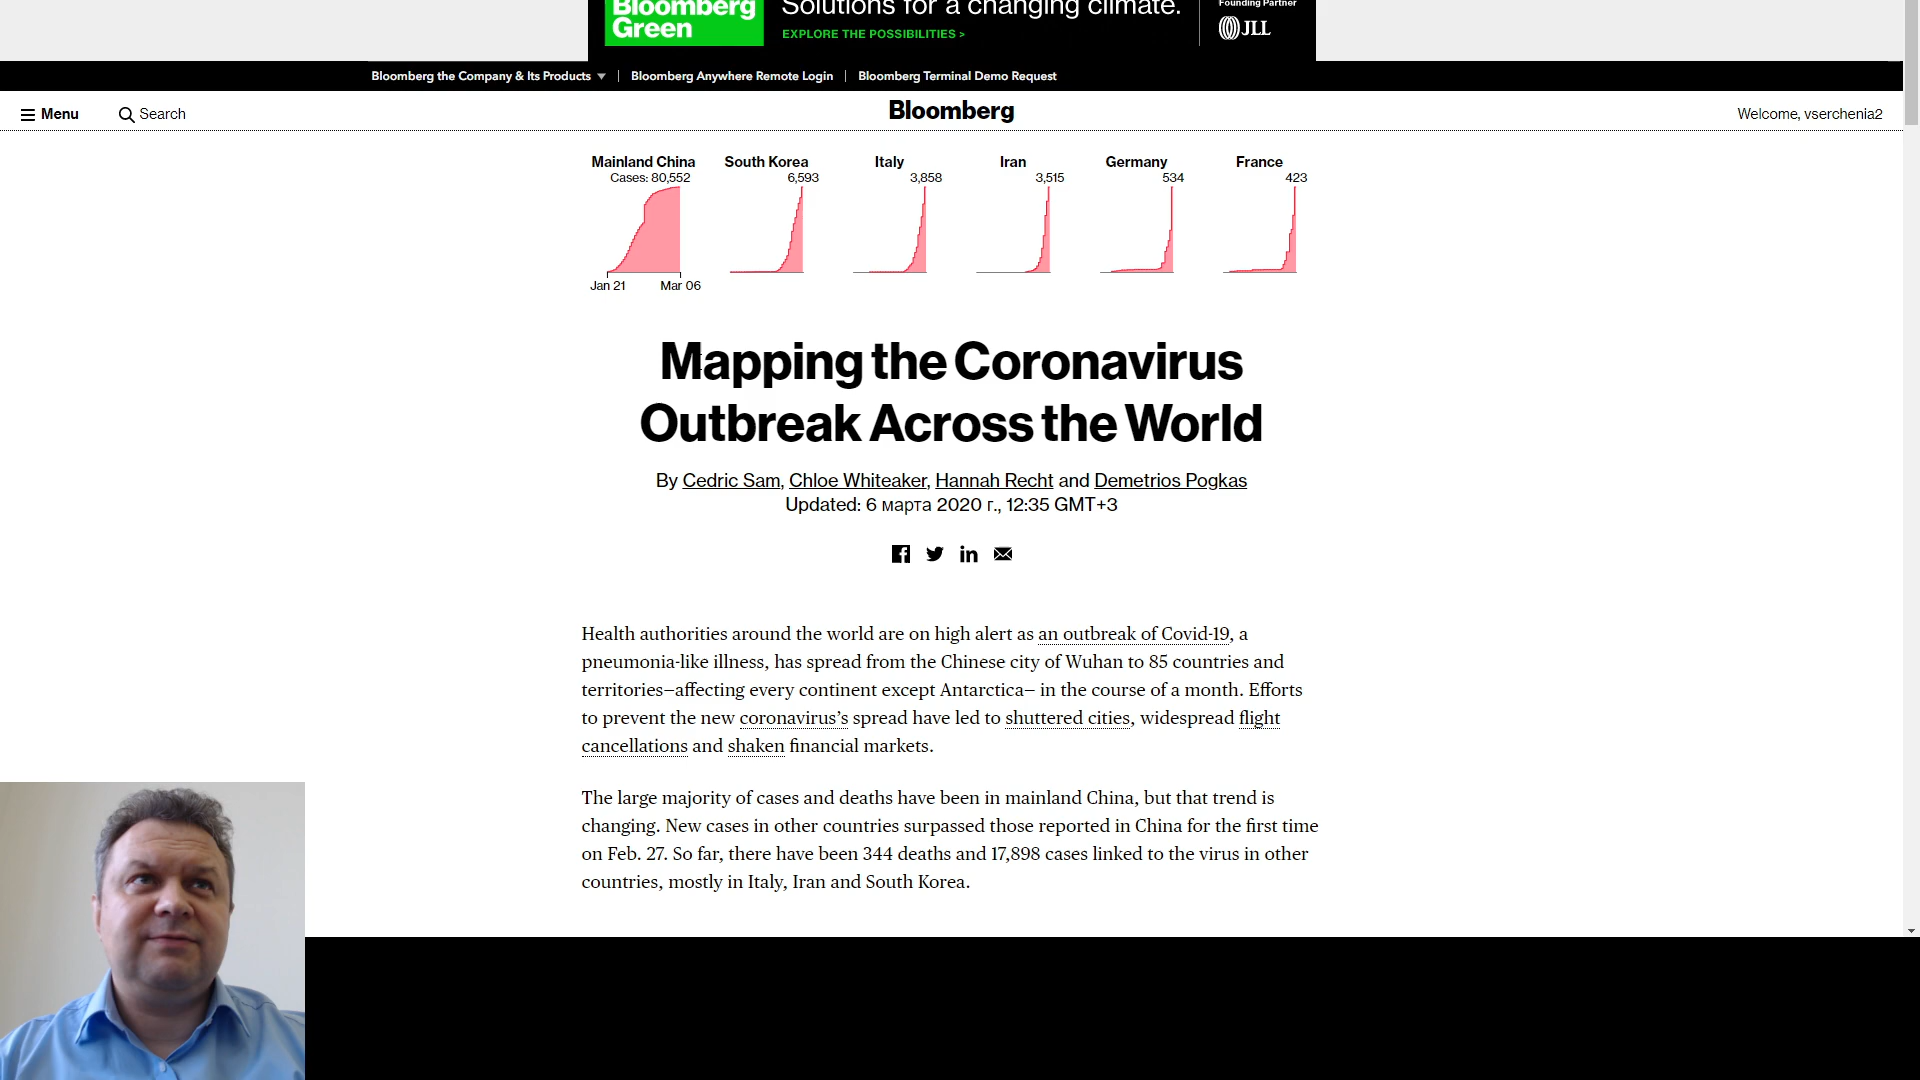 Bloomberg
Green
Solutions for a changing climate.
EXPLORE THE POSSIBILITIES >
Founding Partner
JLL
Bloomberg the Company & Its Products
Bloomberg Anywhere Remote Login
Bloomberg Terminal Demo Request
Menu
Search
Bloomberg
Welcome, vserchenia2
Mainland China
Cases: 80,552
Jan 21
Mar 06
South Korea
6,593
Italy
3,858
Iran
3,515
Germany
534
France
423
Mapping the Coronavirus
Outbreak Across the World
By Cedric Sam, Chloe Whiteaker, Hannah Recht and Demetrios Pogkas
Updated: 6 марта 2020 г., 12:35 GMT+3
Health authorities around the world are on high alert as an outbreak of Covid-19, a
pneumonia-like illness, has spread from the Chinese city of Wuhan to 85 countries and
territories—affecting every continent except Antarctica— in the course of a month. Efforts
to prevent the new coronavirus’s spread have led to shuttered cities, widespread flight
cancellations and shaken financial markets.
The large majority of cases and deaths have been in mainland China, but that trend is
changing. New cases in other countries surpassed those reported in China for the first time
on Feb. 27. So far, there have been 344 deaths and 17,898 cases linked to the virus in other
countries, mostly in Italy, Iran and South Korea.